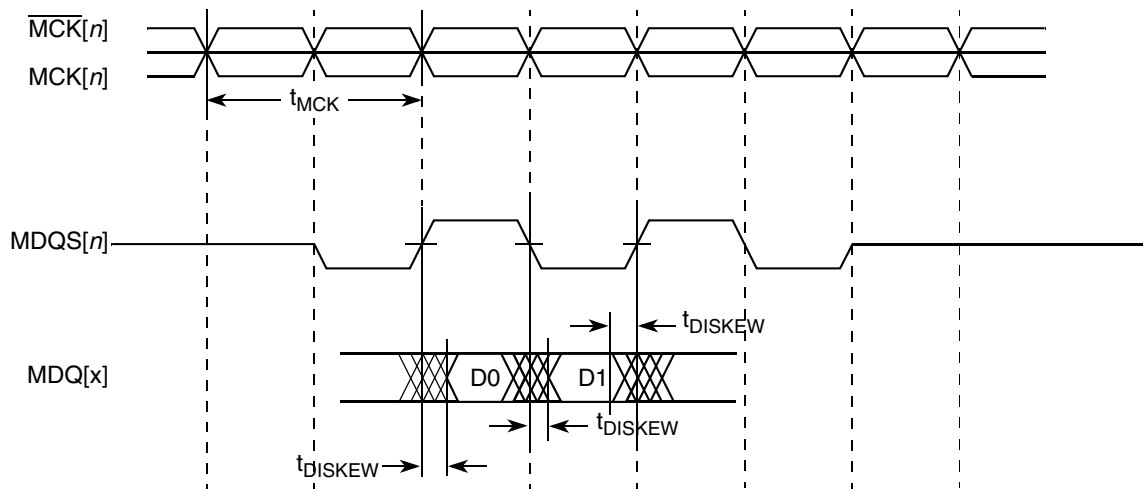 MCK[n]
MCK[n]
tMCK
MDQS[n]
tDISKEW
MDQ[x]
D0
D1
tDISKEW
tDISKEW